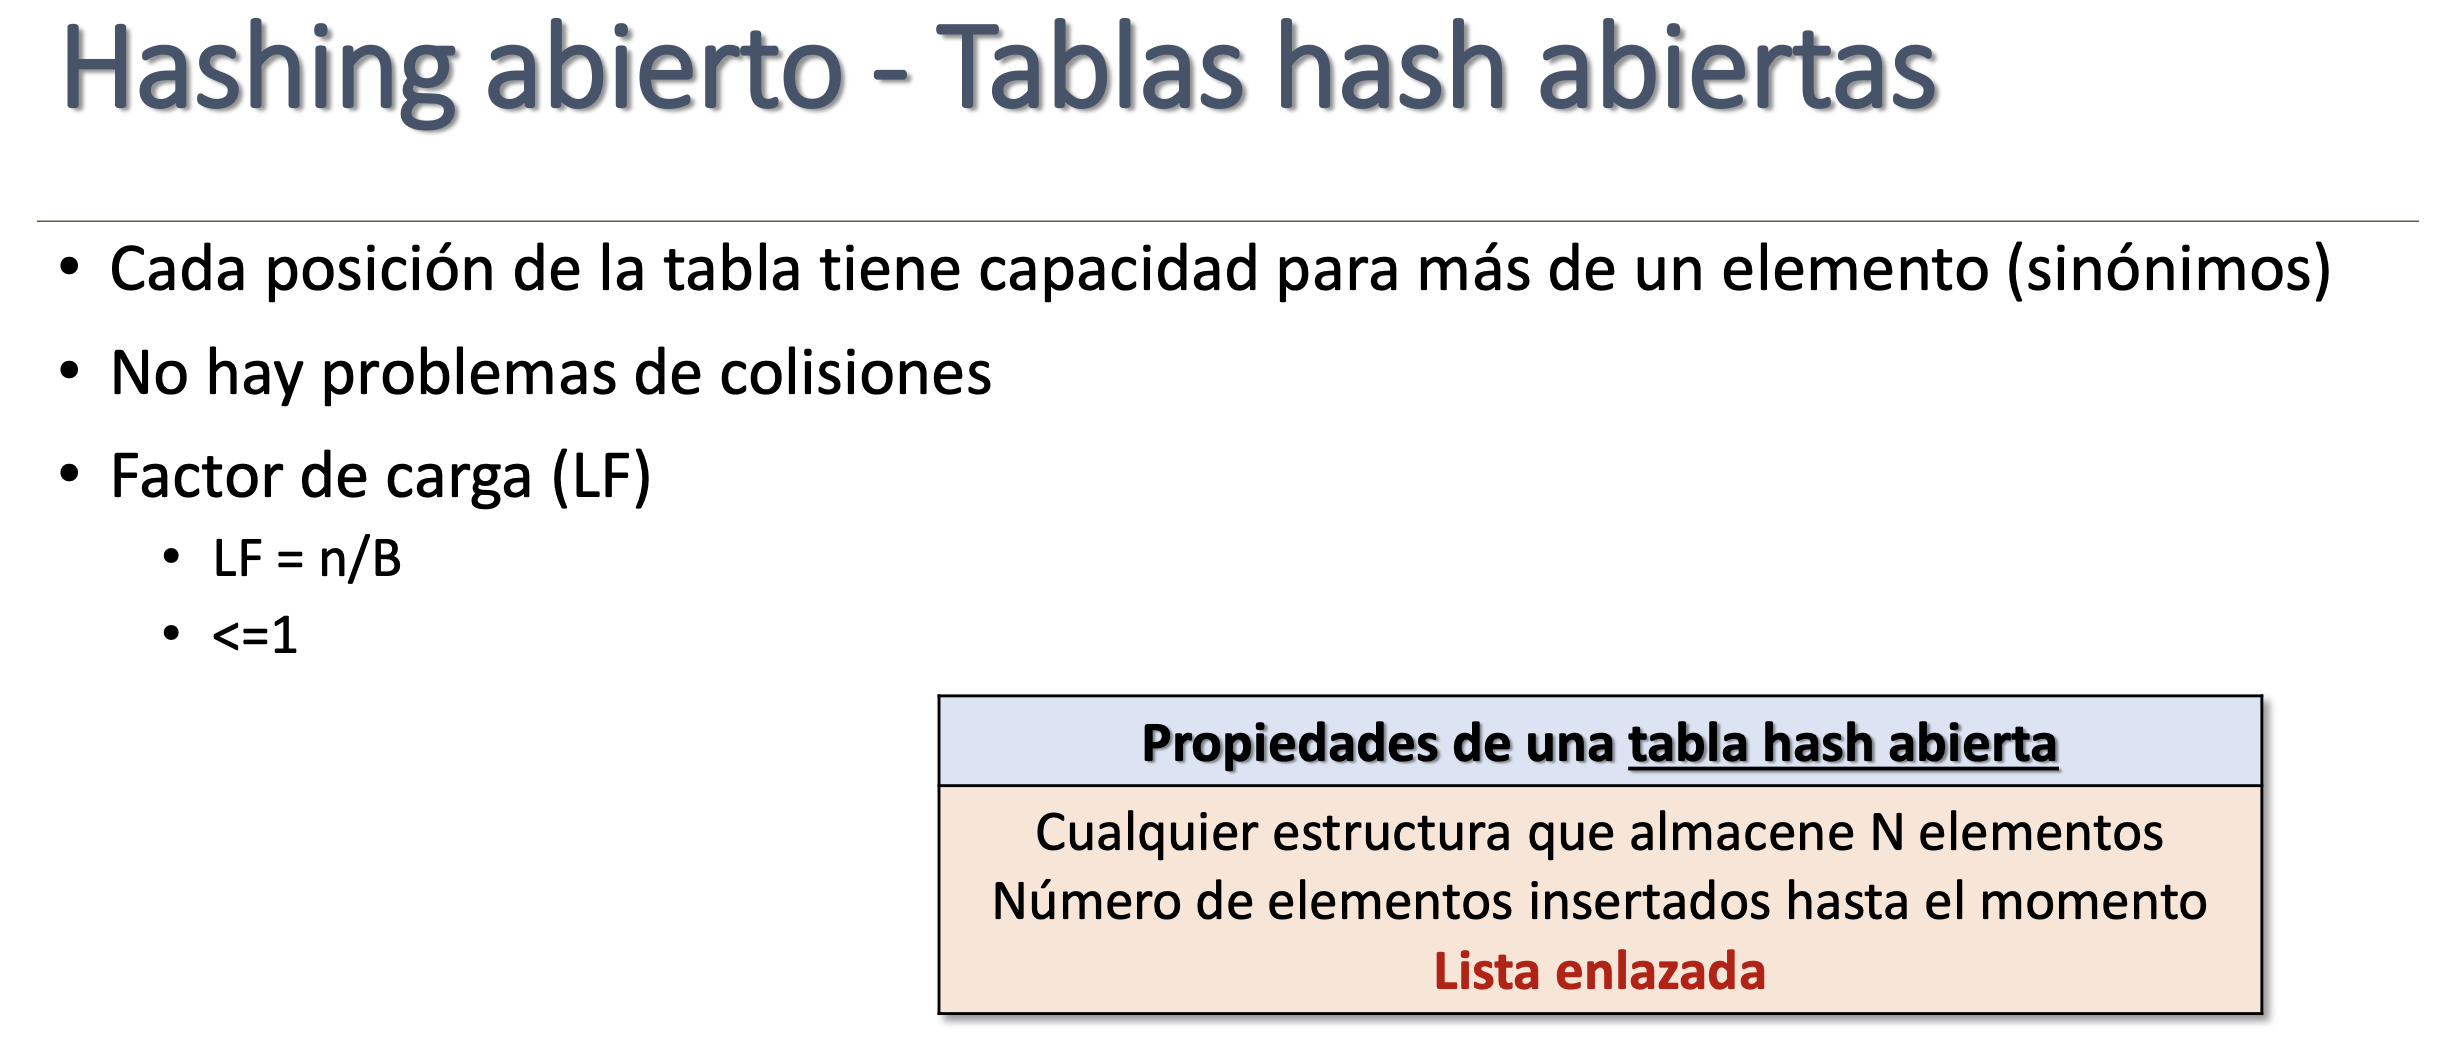 Hashing abierto - Tablas hash abiertas
• Cada posición de la tabla tiene capacidad para más de un elemento (sinónimos)
• No hay problemas de colisiones
• Factor de carga (LF)
• LF = n/B
• <=1
Propiedades de una tabla hash abierta
Cualquier estructura que almacene N elementos
Número de elementos insertados hasta el momento
Lista enlazada